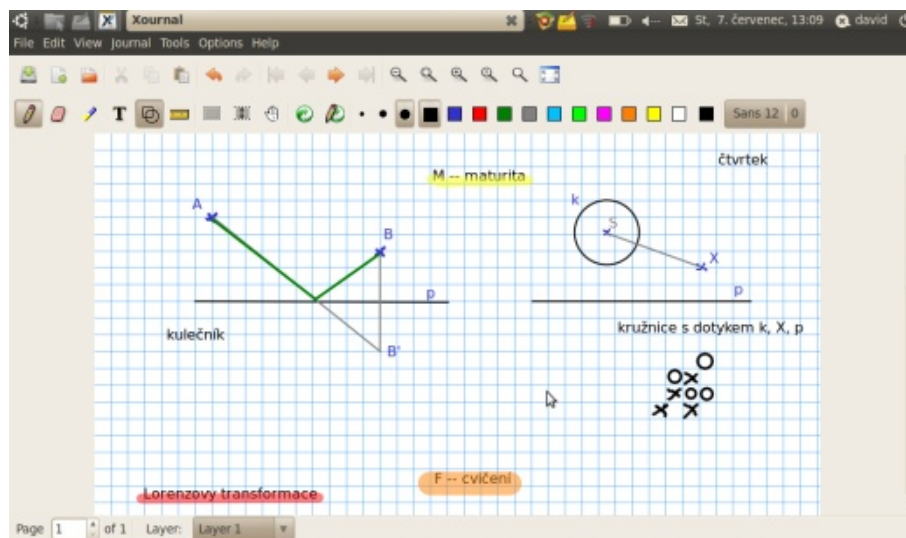 Xournal
St, 7. červenec, 13:09
david
File Edit View Journal Tools Options Help
T
Sans 12 0
čtvrtek
M -- maturita
A
B
p
B'
kulečník
k
S
X
p
kružnice s dotykem k, X, p
F -- cvičení
Lorenzovy transformace
Page 1 of 1 Layer: Layer 1